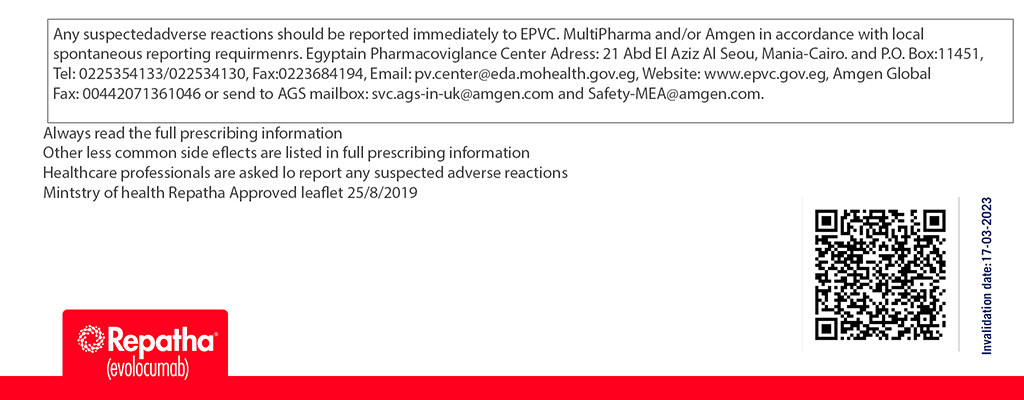 Any suspectedadverse reactions should be reported immediately to EPVC. MultiPharma and/or Amgen in accordance with local
spontaneous reporting requirmenrs. Egyptain Pharmacoviglance Center Adress: 21 Abd El Aziz Al Seou, Mania-Cairo. and P.O. Box:11451,
Tel: 0225354133/022534130, Fax:0223684194, Email: pv.center@eda.mohealth.gov.eg, Website: www.epvc.gov.eg, Amgen Global
Fax: 00442071361046 or send to AGS mailbox: svc.ags-in-uk@amgen.com and Safety-MEA@amgen.com.
Always read the full prescribing information
Other less common side eflects are listed in full prescribing information
Healthcare professionals are asked lo report any suspected adverse reactions
Mintstry of health Repatha Approved leaflet 25/8/2019
Invalidation date:17-03-2023
Repatha®
(evolocumab)